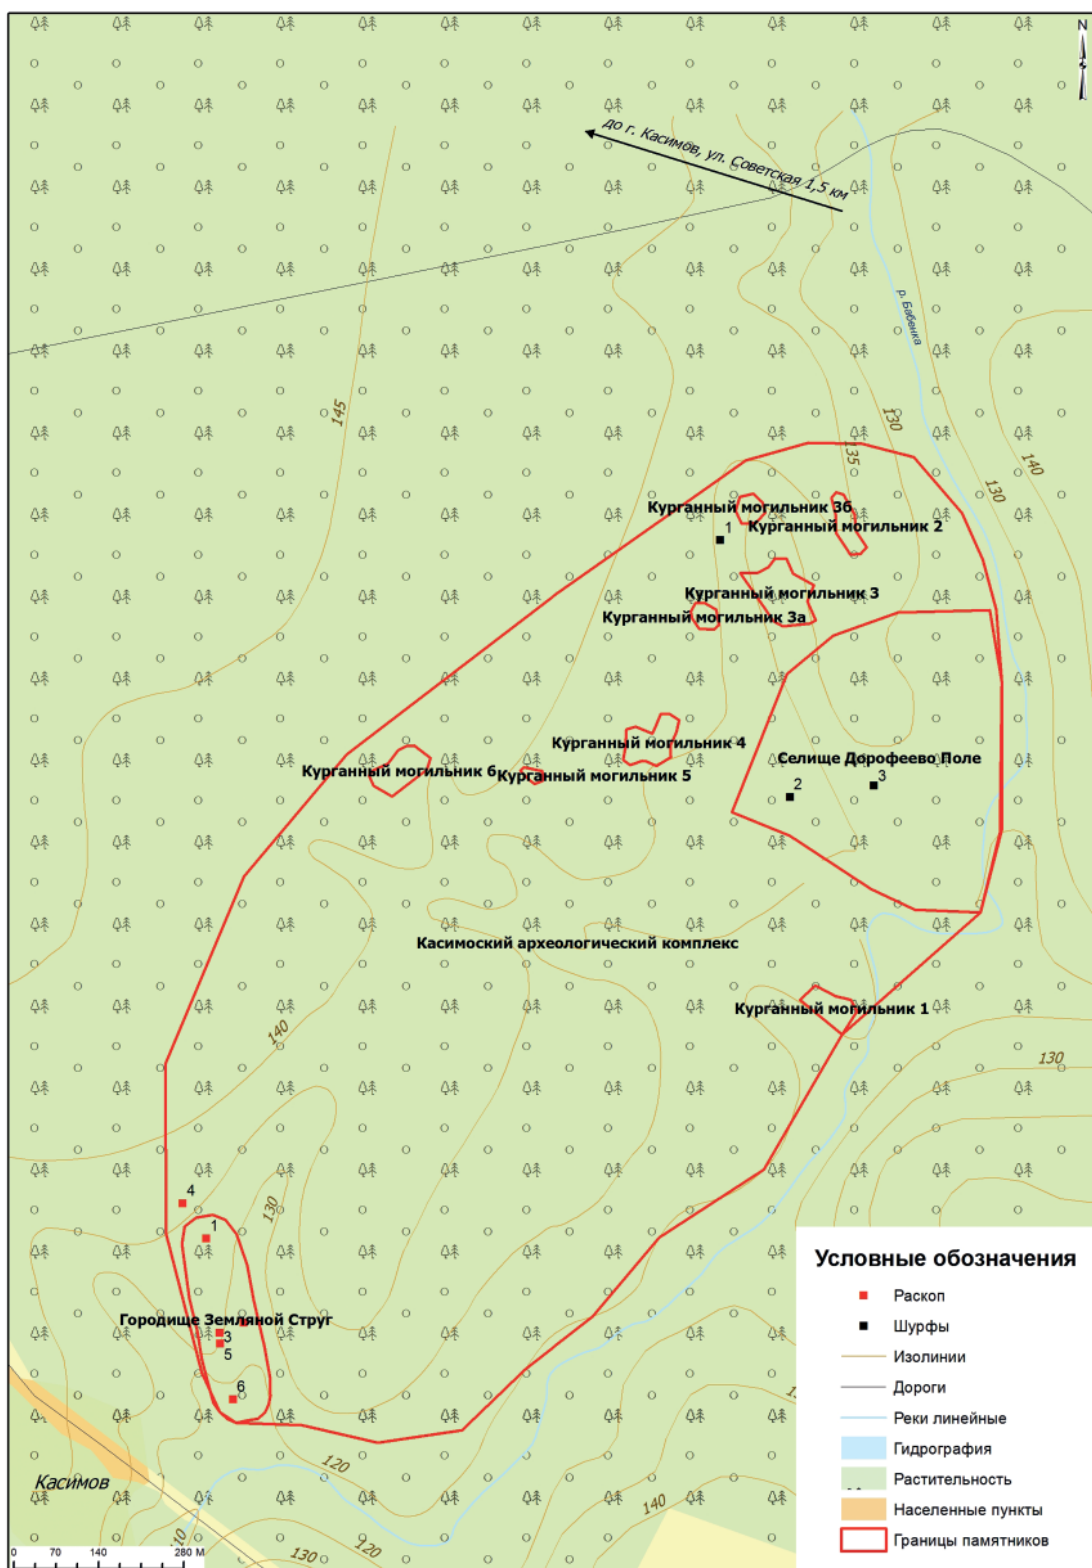 N
до г. Касимов, ул. Советская 1,5 км
р. Бабенка
145
130
135
140
130
Курганный могильник 3б
1
Курганный могильник 2
Курганный могильник 3
Курганный могильник 3а
Курганный могильник 4
Курганный могильник 6
Курганный могильник 5
Селище Дорофеево Поле
2
3
Касимоский археологический комплекс
Курганный могильник 1
140
130
4
1
130
Городище Земляной Струг
3
5
6
Касимов
120
140
120
130
0 70 140 280 М
Условные обозначения
Раскоп
Шурфы
Изолинии
Дороги
Реки линейные
Гидрография
Растительность
Населенные пункты
Границы памятников